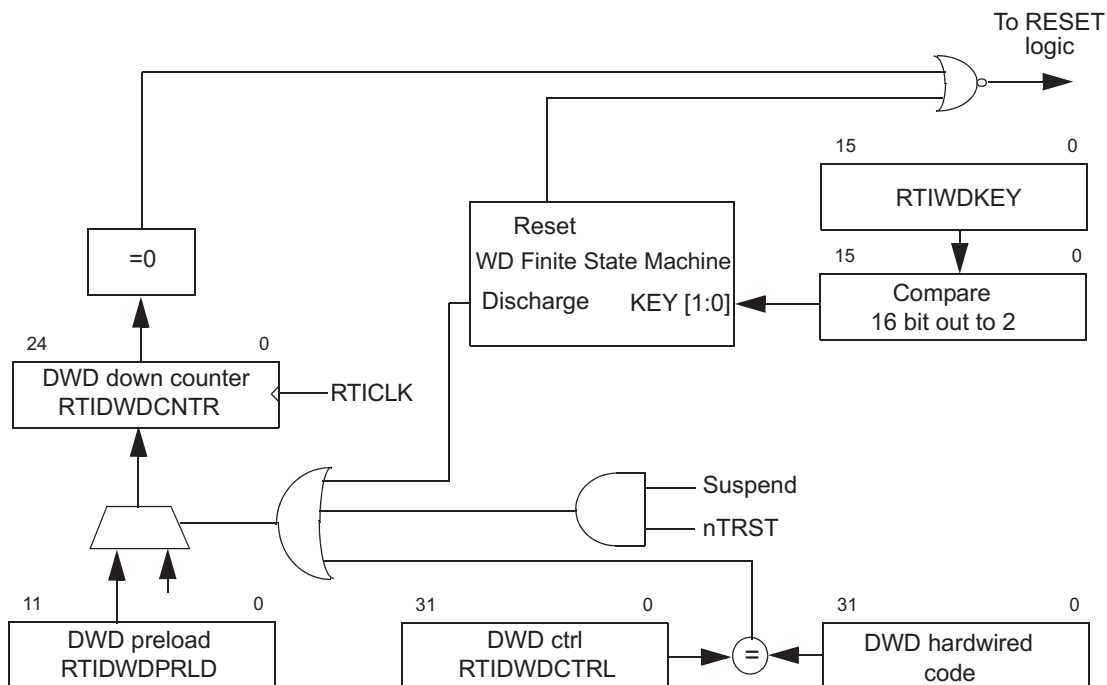 To RESET
logic
15 0
RTIWDKEY
Reset
=0
WD Finite State Machine
15 0
Discharge KEY [1:0]
Compare
16 bit out to 2
24 0
DWD down counter
RTIDWDCNTR
RTICLK
Suspend
nTRST
11 0
31 0
31 0
DWD preload
RTIDWDPRLD
DWD ctrl
RTIDWDCTRL
=
DWD hardwired
code